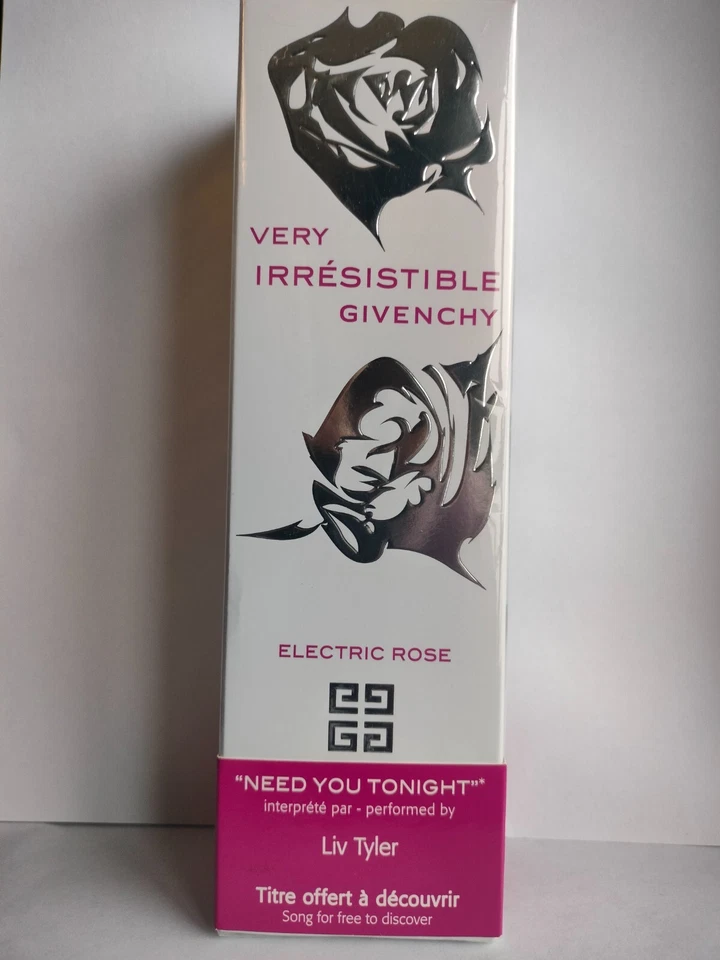 VERY
IRRÉSISTIBLE
GIVENCHY
ELECTRIC ROSE
"NEED YOU TONIGHT"*
interprété par - performed by
Liv Tyler
Titre offert à découvrir
Song for free to discover